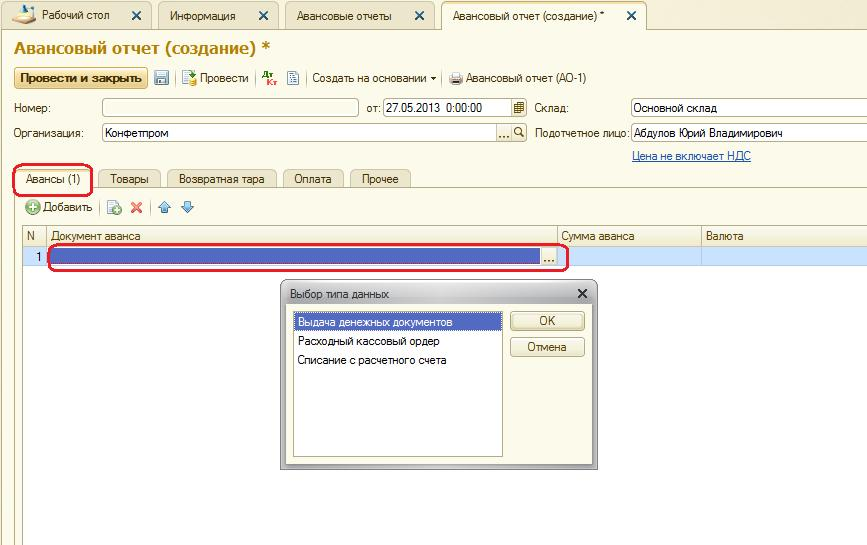 Рабочий стол Информация Авансовые отчеты Авансовый отчет (создание) *
Авансовый отчет (создание) *
Провести и закрыть Провести Дт Кт Создать на основании Авансовый отчет (АО-1)
Номер: от: 27.05.2013 0:00:00 Склад: Основной склад
Организация: Конфетпром ... Подотчетное лицо: Абдулов Юрий Владимирович
Цена не включает НДС
Авансы (1) Товары Возвратная тара Оплата Прочее
Добавить
N Документ аванса Сумма аванса Валюта
1 ...
Выбор типа данных
Выдача денежных документов OK
Расходный кассовый ордер Отмена
Списание с расчетного счета